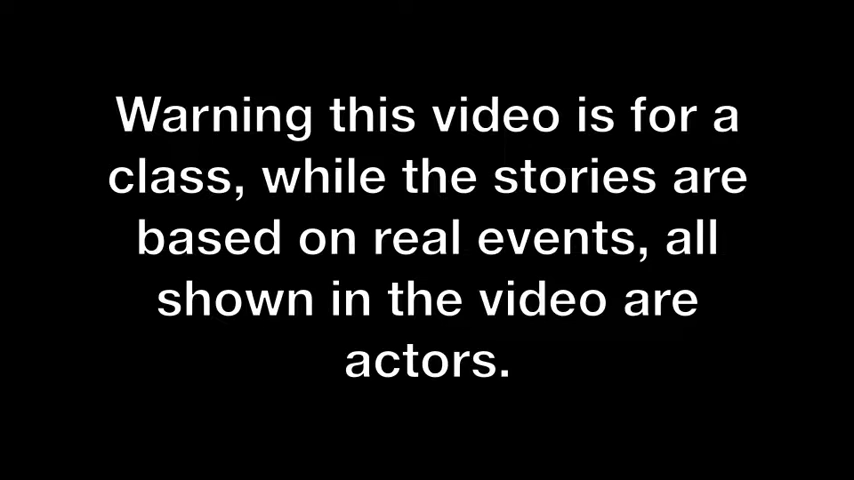 Warning this video is for a
class, while the stories are
based on real events, all
shown in the video are
actors.